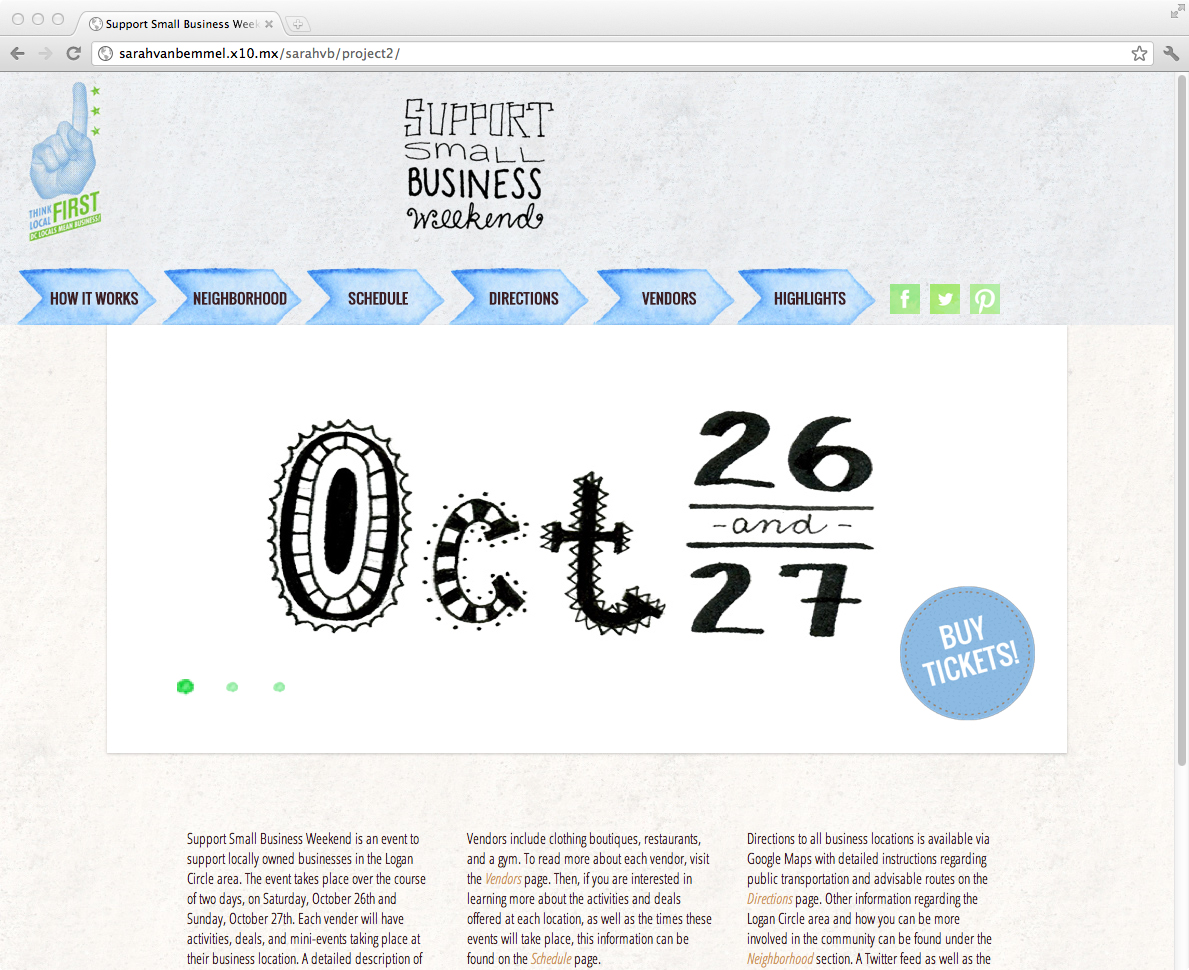 Support Small Business Week
sarahvanbemmel.x10.mx/sarahvb/project2/
THINK LOCAL FIRST
DC LOCALS MEAN BUSINESS!
SUPPORT
small
BUSINESS
weekend
HOW IT WORKS
NEIGHBORHOOD
SCHEDULE
DIRECTIONS
VENDORS
HIGHLIGHTS
Oct 26
-and-
27
BUY
TICKETS!
Support Small Business Weekend is an event to
support locally owned businesses in the Logan
Circle area. The event takes place over the course
of two days, on Saturday, October 26th and
Sunday, October 27th. Each vender will have
activities, deals, and mini-events taking place at
their business location. A detailed description of
Vendors include clothing boutiques, restaurants,
and a gym. To read more about each vendor, visit
the Vendors page. Then, if you are interested in
learning more about the activities and deals
offered at each location, as well as the times these
events will take place, this information can be
found on the Schedule page.
Directions to all business locations is available via
Google Maps with detailed instructions regarding
public transportation and advisable routes on the
Directions page. Other information regarding the
Logan Circle area and how you can be more
involved in the community can be found under the
Neighborhood section. A Twitter feed as well as the